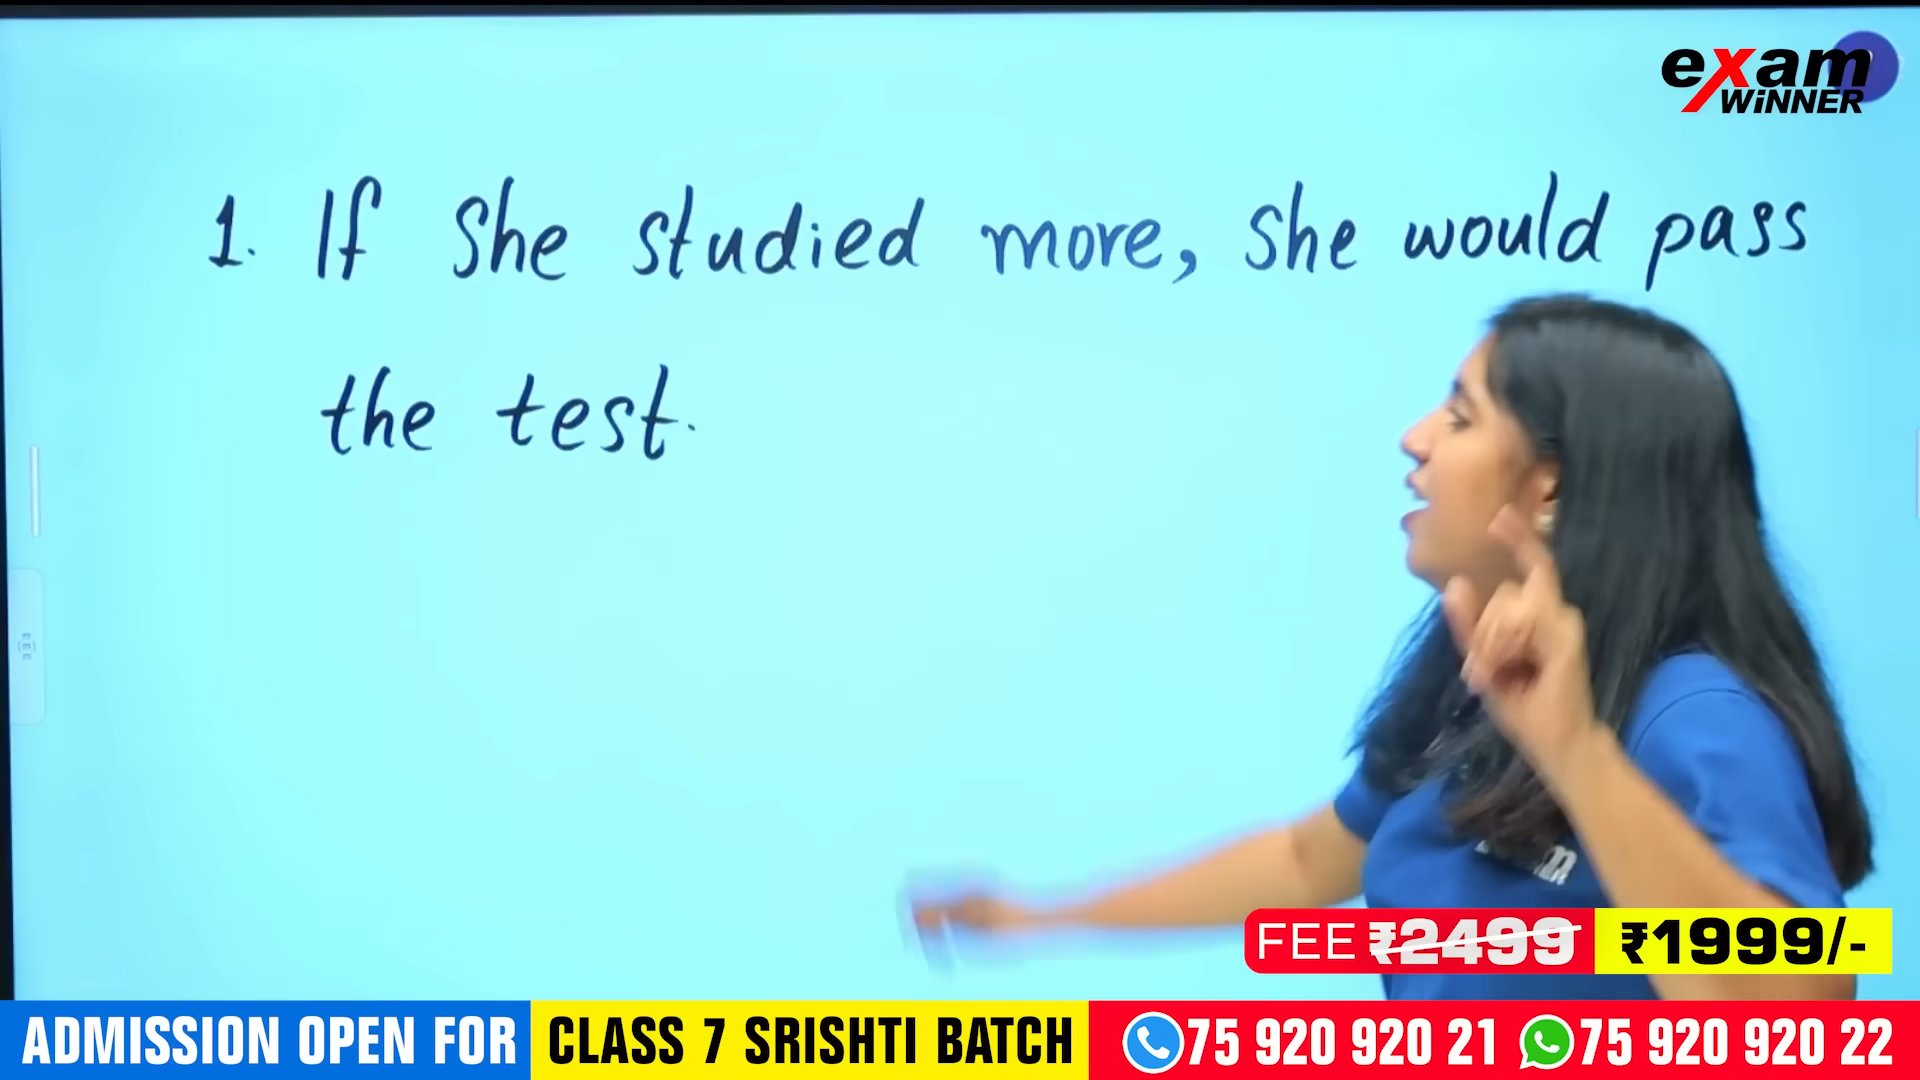 exam
WiNNER
1. If she studied more, she would pass
the test.
FEE ₹2499 ₹1999/-
ADMISSION OPEN FOR CLASS 7 SRISHTI BATCH 75 920 920 21 75 920 920 22